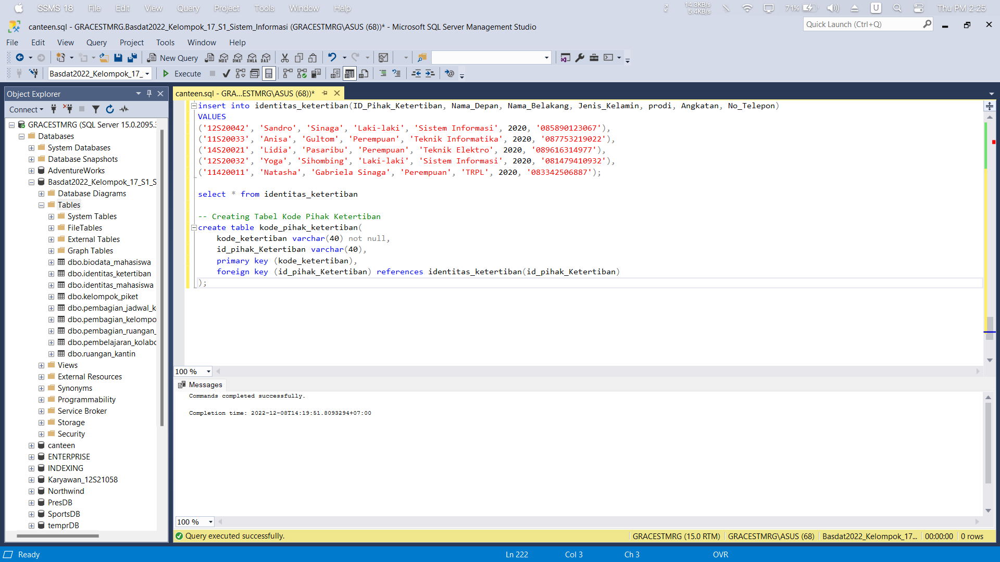 SSMS 18 File Edit View Query Project Tools Window Help 14.3KB/s 5.4KB/s 71% U Thu PM 2:25
canteen.sql - GRACESTMRG.Basdat2022_Kelompok_17_S1_Sistem_Informasi (GRACESTMRG\ASUS (68))* - Microsoft SQL Server Management Studio
Quick Launch (Ctrl+Q)
File Edit View Query Project Tools Window Help
New Query MDX DMX XMLA DAX
Basdat2022_Kelompok_17_ Execute
Object Explorer
Connect
GRACESTMRG (SQL Server 15.0.2095.3
Databases
System Databases
Database Snapshots
AdventureWorks
Basdat2022_Kelompok_17_S1_S
Database Diagrams
Tables
System Tables
FileTables
External Tables
Graph Tables
dbo.biodata_mahasiswa
dbo.identitas_ketertiban
dbo.identitas_mahasiswa
dbo.kelompok_piket
dbo.pembagian_jadwal_k
dbo.pembagian_kelompo
dbo.pembagian_ruangan_
dbo.pembelajaran_kolabo
dbo.ruangan_kantin
Views
External Resources
Synonyms
Programmability
Service Broker
Storage
Security
canteen
ENTERPRISE
INDEXING
Karyawan_12S21058
Northwind
PresDB
SportsDB
temprDB
canteen.sql - GRA...ESTMRG\ASUS (68))*
insert into identitas_ketertiban(ID_Pihak_Ketertiban, Nama_Depan, Nama_Belakang, Jenis_Kelamin, prodi, Angkatan, No_Telepon)
VALUES
('12S20042', 'Sandro', 'Sinaga', 'Laki-laki', 'Sistem Informasi', 2020, '085890123067'),
('11S20033', 'Anisa', 'Gultom', 'Perempuan', 'Teknik Informatika', 2020, '087753219022'),
('14S20021', 'Lidia', 'Pasaribu', 'Perempuan', 'Teknik Elektro', 2020, '089616314977'),
('12S20032', 'Yoga', 'Sihombing', 'Laki-laki', 'Sistem Informasi', 2020, '081479410932'),
('11420011', 'Natasha', 'Gabriela Sinaga', 'Perempuan', 'TRPL', 2020, '083342506887');
select * from identitas_ketertiban
-- Creating Tabel Kode Pihak Ketertiban
create table kode_pihak_ketertiban(
kode_ketertiban varchar(40) not null,
id_pihak_Ketertiban varchar(40),
primary key (kode_ketertiban),
foreign key (id_pihak_Ketertiban) references identitas_ketertiban(id_pihak_Ketertiban)
);
100 %
Messages
Commands completed successfully.
Completion time: 2022-12-08T14:19:51.8093294+07:00
100 %
Query executed successfully. GRACESTMRG (15.0 RTM) GRACESTMRG\ASUS (68) Basdat2022_Kelompok_17... 00:00:00 0 rows
Ready Ln 222 Col 3 Ch 3 OVR